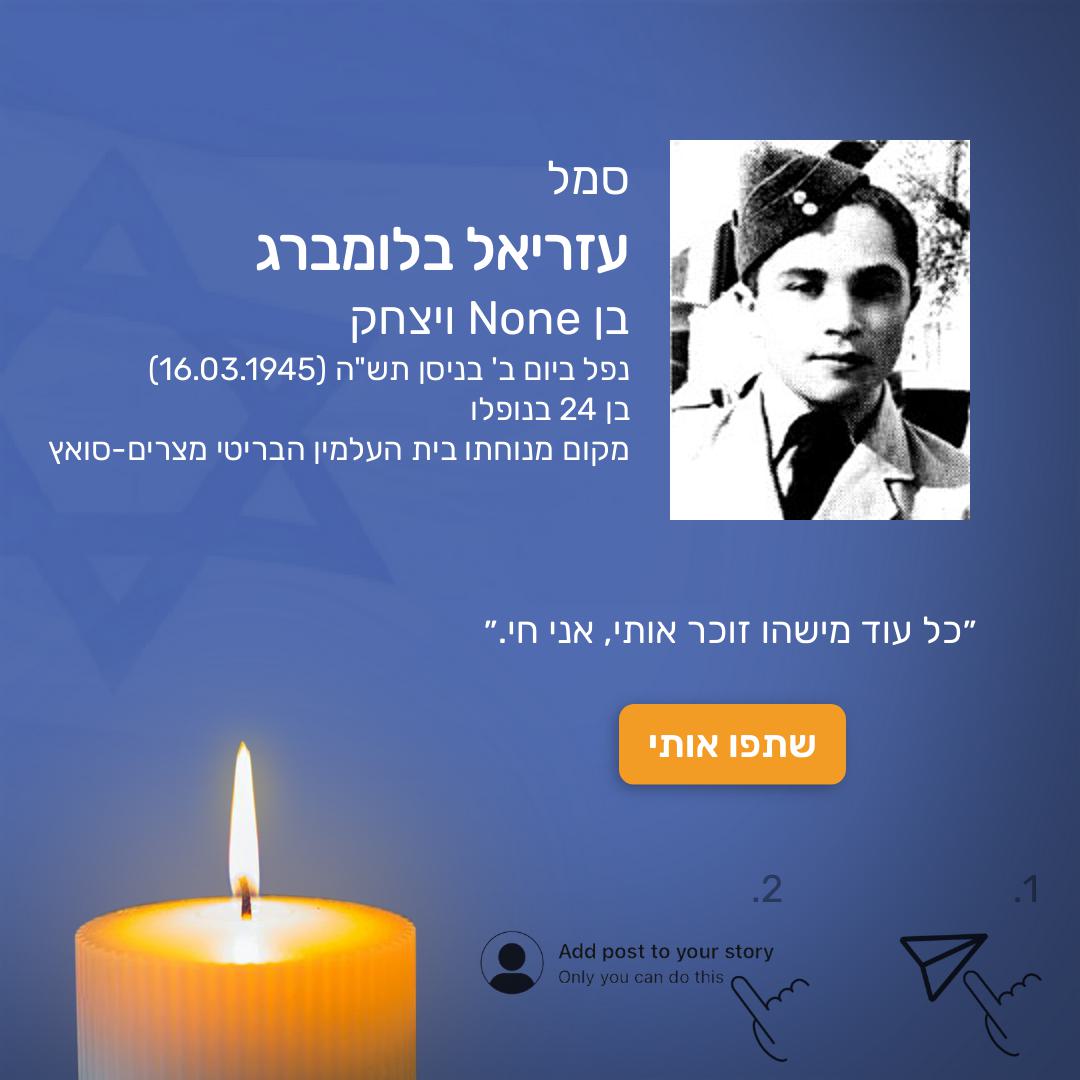 סמל
עזריאל בלומברג
בן None ויצחק
נפל ביום ב' בניסן תש"ה (16.03.1945)
בן 24 בנופלו
מקום מנוחתו בית העלמין הבריטי מצרים-סואץ
״כל עוד מישהו זוכר אותי, אני חי.״
שתפו אותי
.1
.2
Add post to your story
Only you can do this